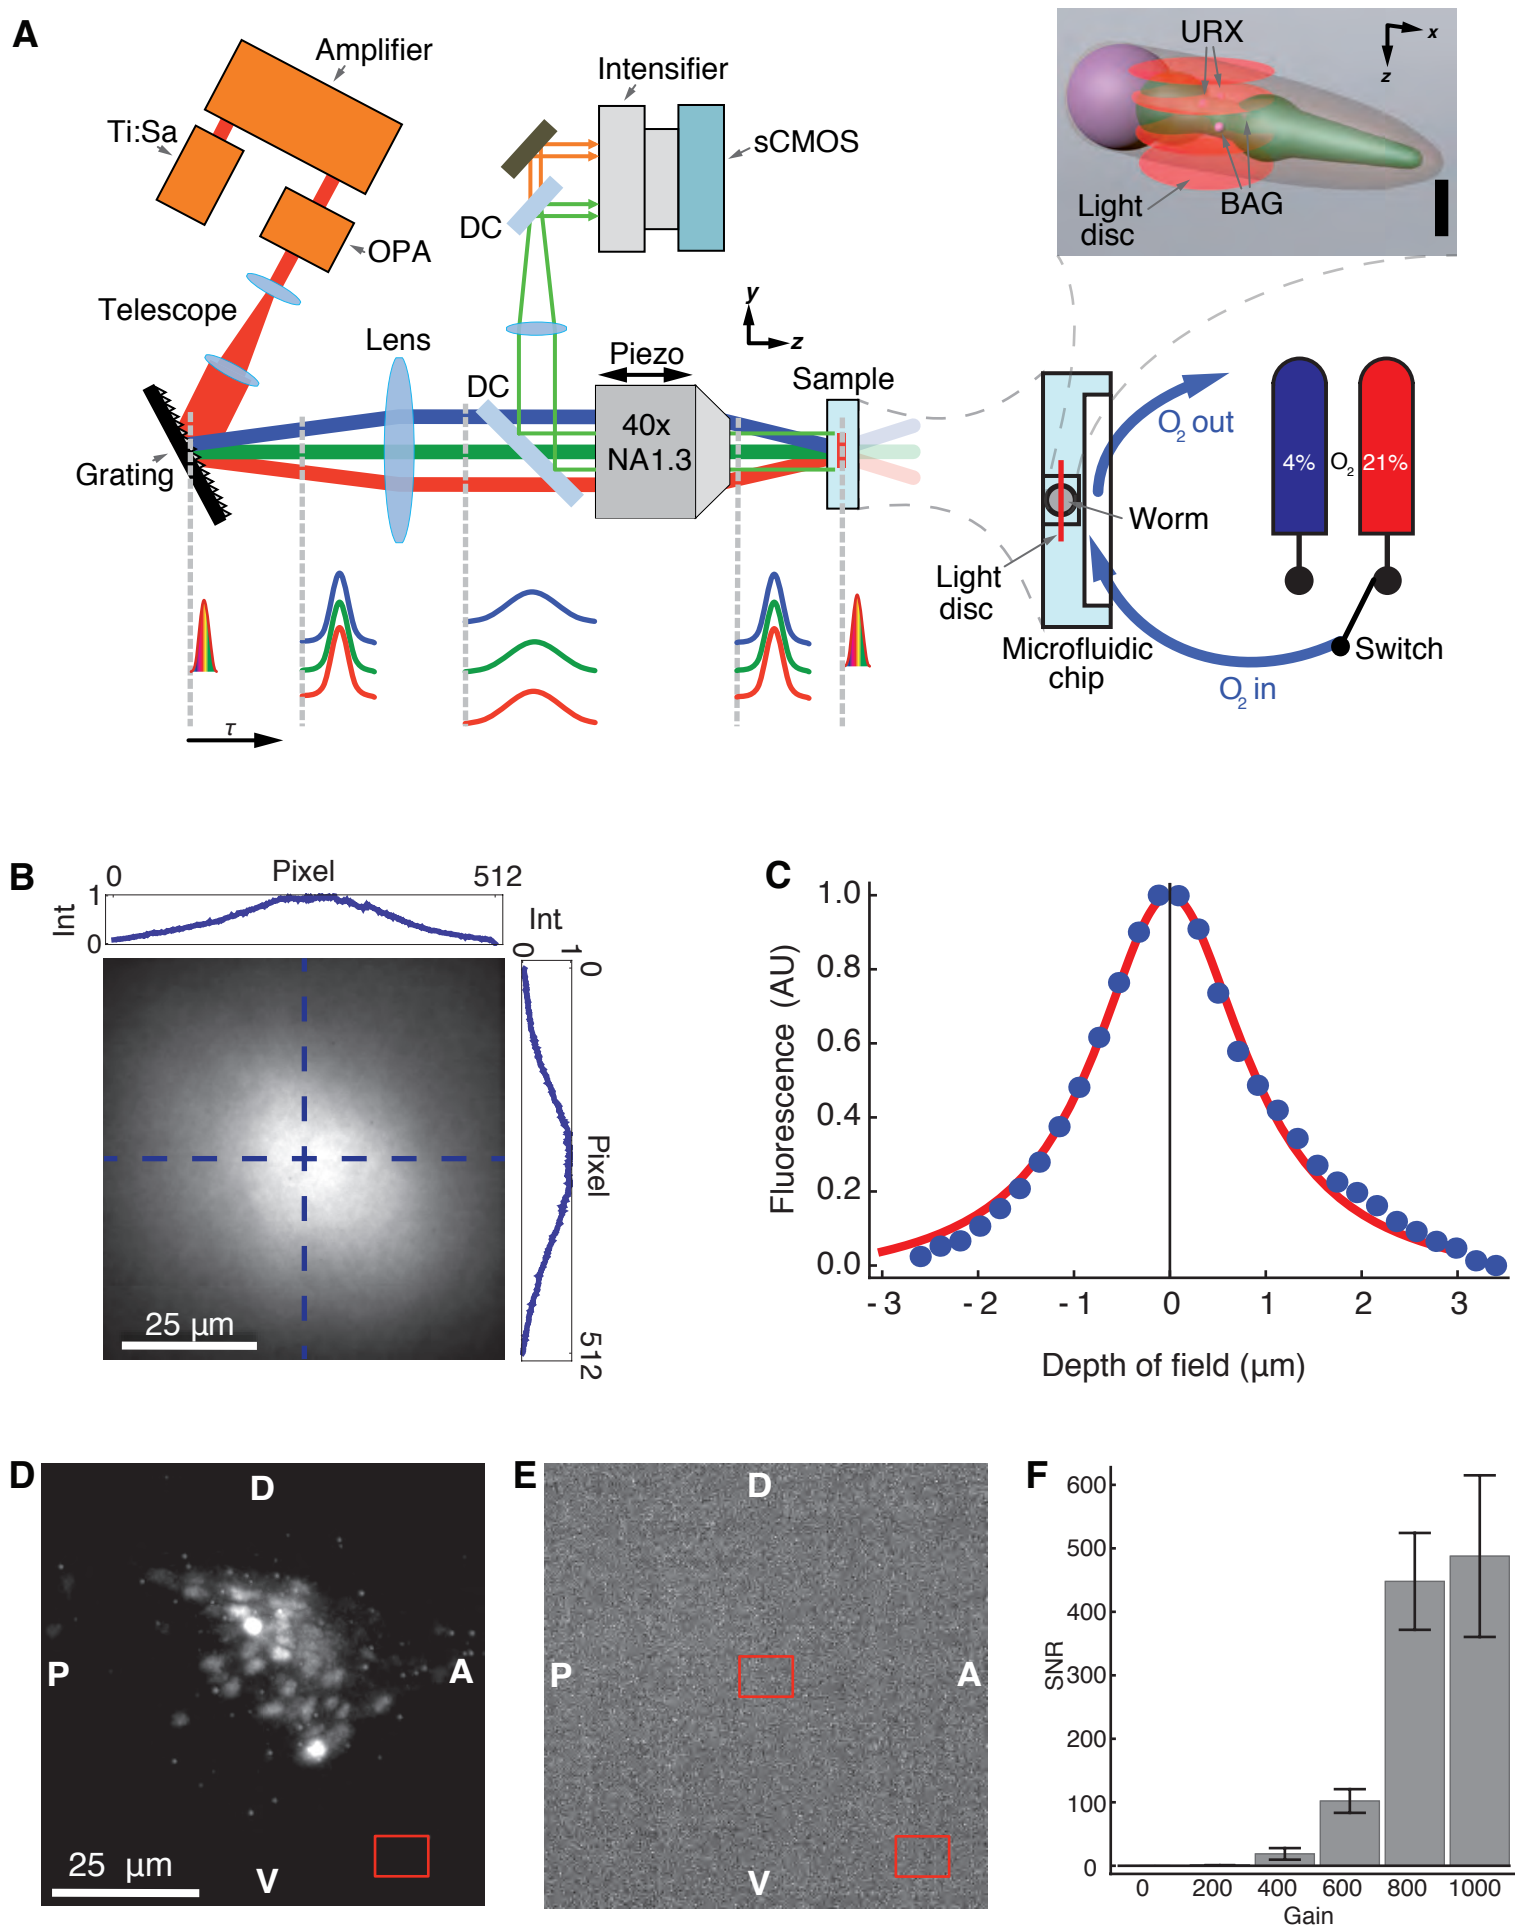 A
Amplifier
Ti:Sa
OPA
Telescope
Grating
Lens
DC
Intensifier
sCMOS
DC
Piezo
40x
NA1.3
y
z
Sample
τ
URX
x
z
Light
disc
BAG
O2 out
4%
O2
21%
Worm
Light
disc
Microfluidic
chip
O2 in
Switch
B
0
Pixel
512
Int
1
0
Int
0
1
0
Pixel
512
25 µm
C
Fluorescence (AU)
1.0
0.8
0.6
0.4
0.2
0.0
-3
-2
-1
0
1
2
3
Depth of field (µm)
D
D
P
A
V
25 µm
E
D
P
A
V
F
SNR
600
500
400
300
200
100
0
0
200
400
600
800
1000
Gain